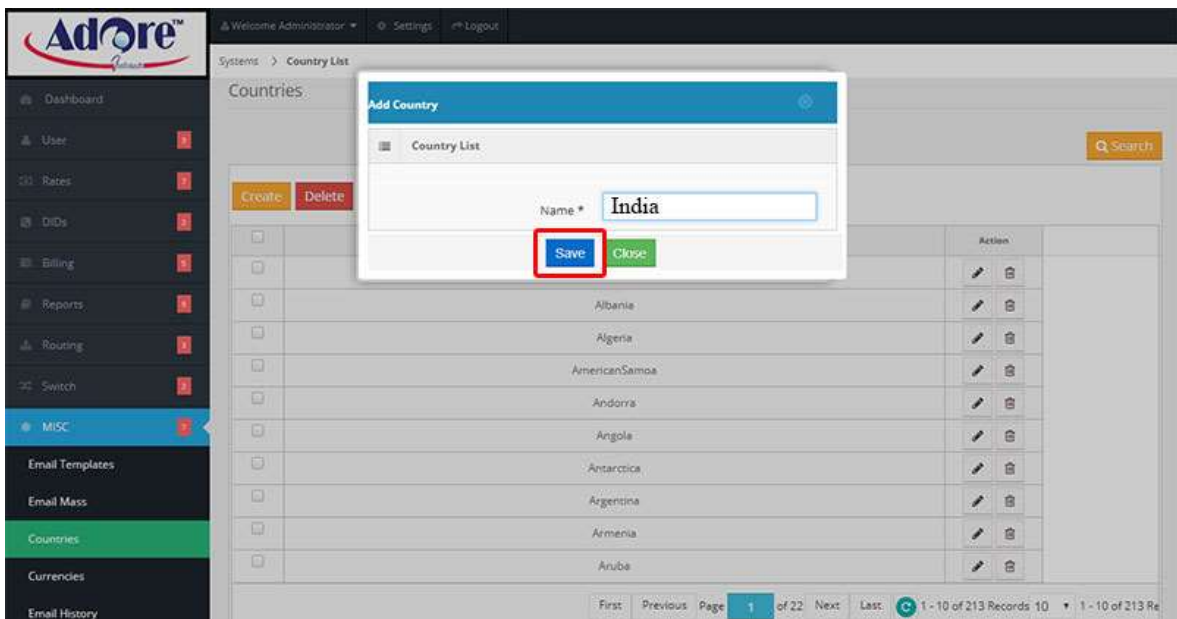 Adore™
Welcome Administrator
Settings
Logout
Systems > Country List
Dashboard
User
Rates
DIDs
Billing
Reports
Routing
Switch
MISC
Email Templates
Email Mass
Countries
Currencies
Email History
Countries
Search
Create Delete
Add Country
Country List
Name * India
Save Close
Action
Albania
Algeria
AmericanSamoa
Andorra
Angola
Antarctica
Argentina
Armenia
Aruba
First Previous Page 1 of 22 Next Last 1 - 10 of 213 Records 10 1 - 10 of 213 Re